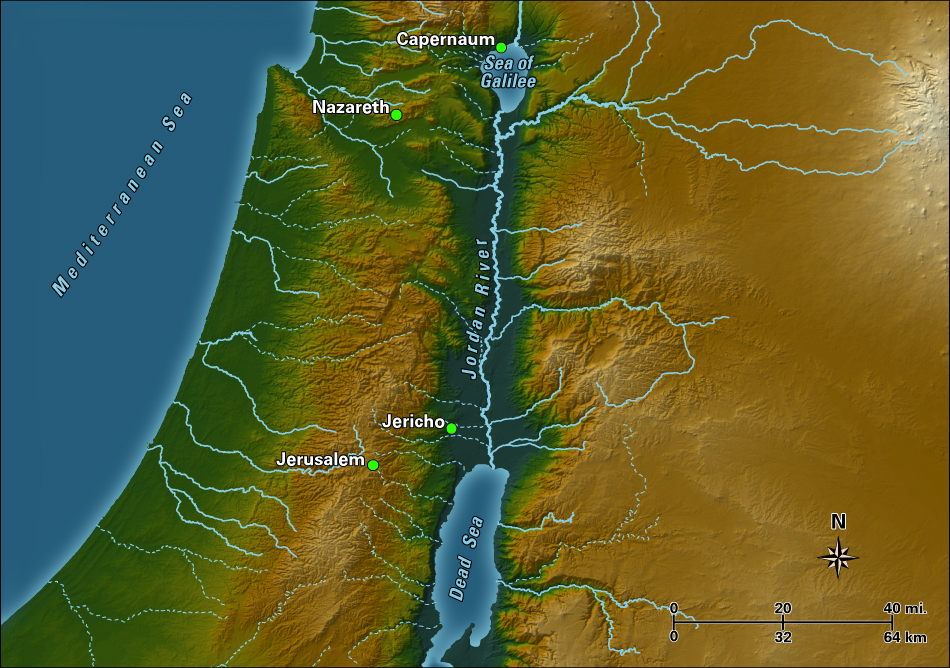 Capernaum
Sea of
Galilee
Nazareth
Mediterranean Sea
Jordan River
Jericho
Jerusalem
Dead Sea
N
0 20 40 mi.
0 32 64 km